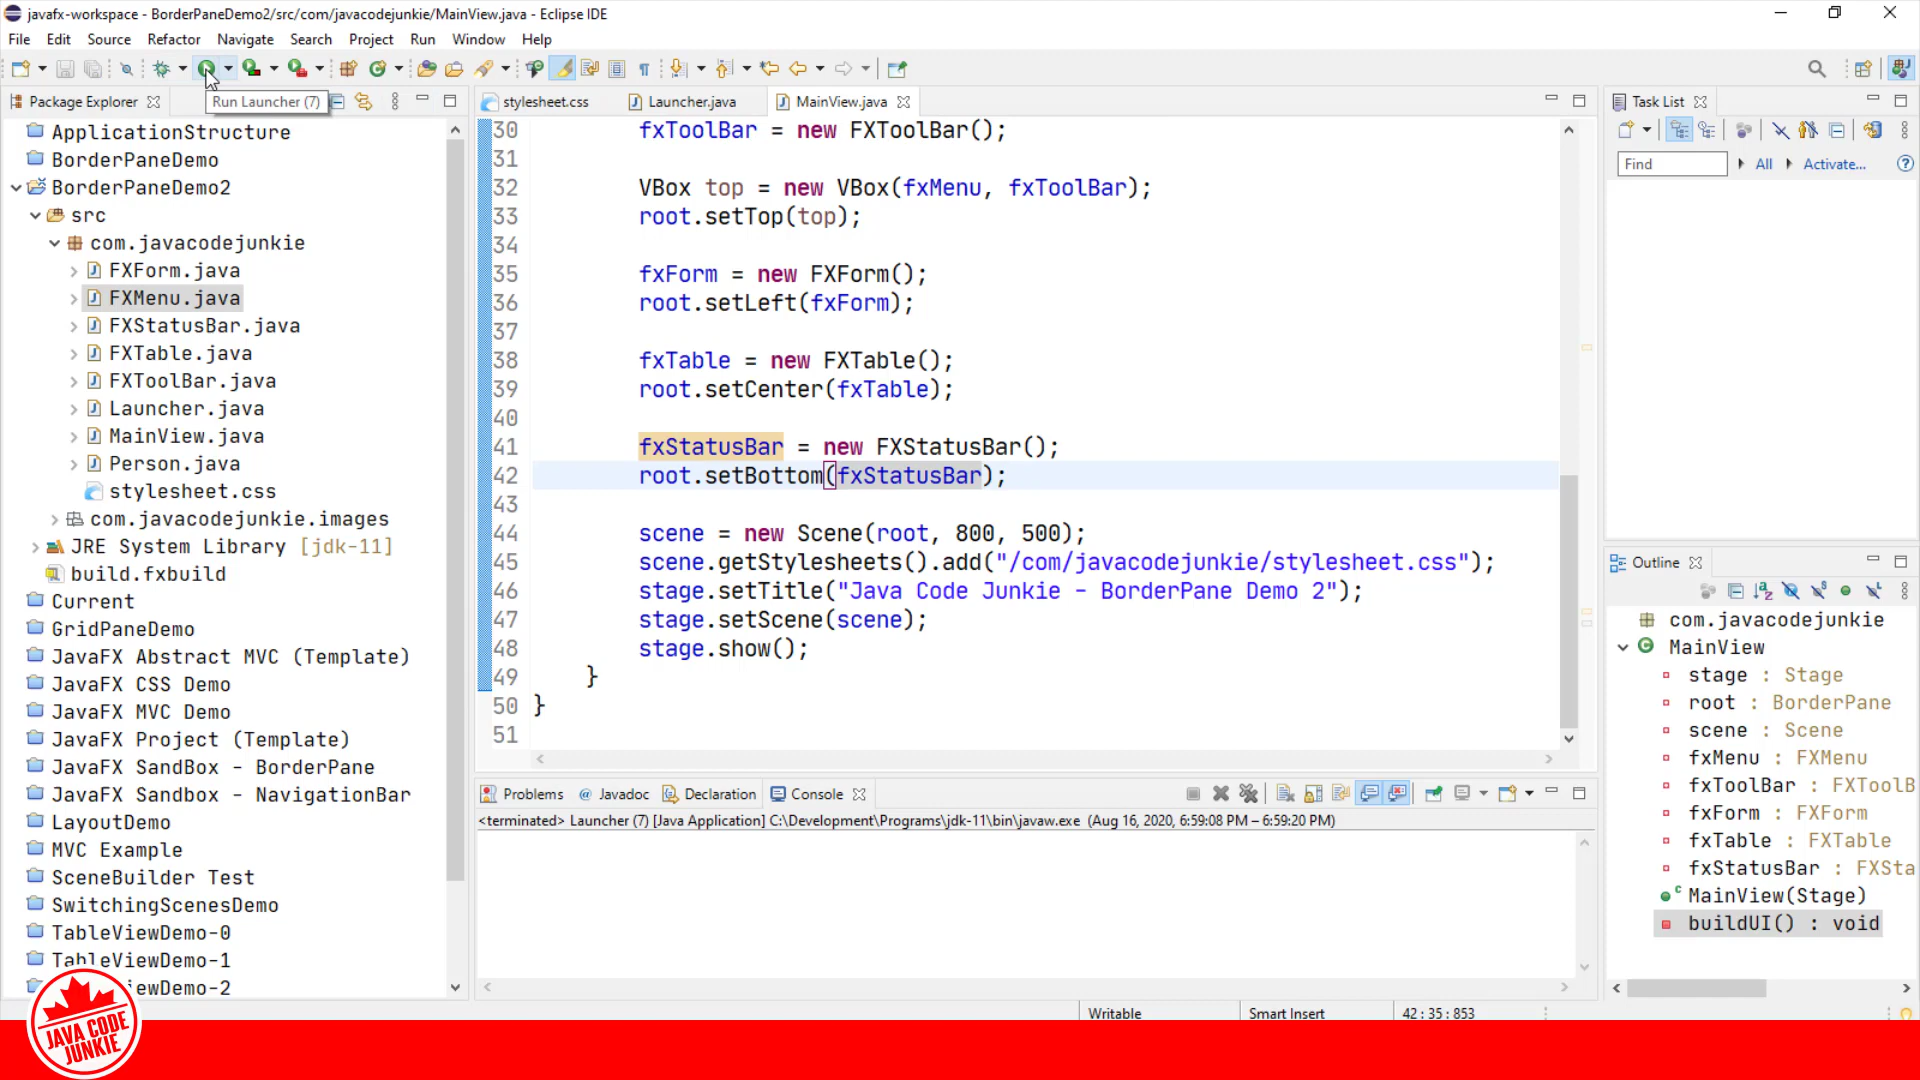 javafx-workspace - BorderPaneDemo2/src/com/javacodejunkie/MainView.java - Eclipse IDE
File Edit Source Refactor Navigate Search Project Run Window Help
Package Explorer
Run Launcher (7)
ApplicationStructure
BorderPaneDemo
BorderPaneDemo2
src
com.javacodejunkie
FXForm.java
FXMenu.java
FXStatusBar.java
FXTable.java
FXToolBar.java
Launcher.java
MainView.java
Person.java
stylesheet.css
com.javacodejunkie.images
JRE System Library [jdk-11]
build.fxbuild
Current
GridPaneDemo
JavaFX Abstract MVC (Template)
JavaFX CSS Demo
JavaFX MVC Demo
JavaFX Project (Template)
JavaFX SandBox - BorderPane
JavaFX Sandbox - NavigationBar
LayoutDemo
MVC Example
SceneBuilder Test
SwitchingScenesDemo
TableViewDemo-0
TableViewDemo-1
iewDemo-2
JAVA CODE
JUNKIE
stylesheet.css Launcher.java MainView.java
30 fxToolBar = new FXToolBar();
31
32 VBox top = new VBox(fxMenu, fxToolBar);
33 root.setTop(top);
34
35 fxForm = new FXForm();
36 root.setLeft(fxForm);
37
38 fxTable = new FXTable();
39 root.setCenter(fxTable);
40
41 fxStatusBar = new FXStatusBar();
42 root.setBottom(fxStatusBar);
43
44 scene = new Scene(root, 800, 500);
45 scene.getStylesheets().add("/com/javacodejunkie/stylesheet.css");
46 stage.setTitle("Java Code Junkie - BorderPane Demo 2");
47 stage.setScene(scene);
48 stage.show();
49 }
50 }
51
Problems @ Javadoc Declaration Console
<terminated> Launcher (7) [Java Application] C:\Development\Programs\jdk-11\bin\javaw.exe (Aug 16, 2020, 6:59:08 PM – 6:59:20 PM)
Writable Smart Insert 42 : 35 : 853
Task List
Find All Activate...
Outline
com.javacodejunkie
MainView
stage : Stage
root : BorderPane
scene : Scene
fxMenu : FXMenu
fxToolBar : FXToolB
fxForm : FXForm
fxTable : FXTable
fxStatusBar : FXSta
MainView(Stage)
buildUI() : void